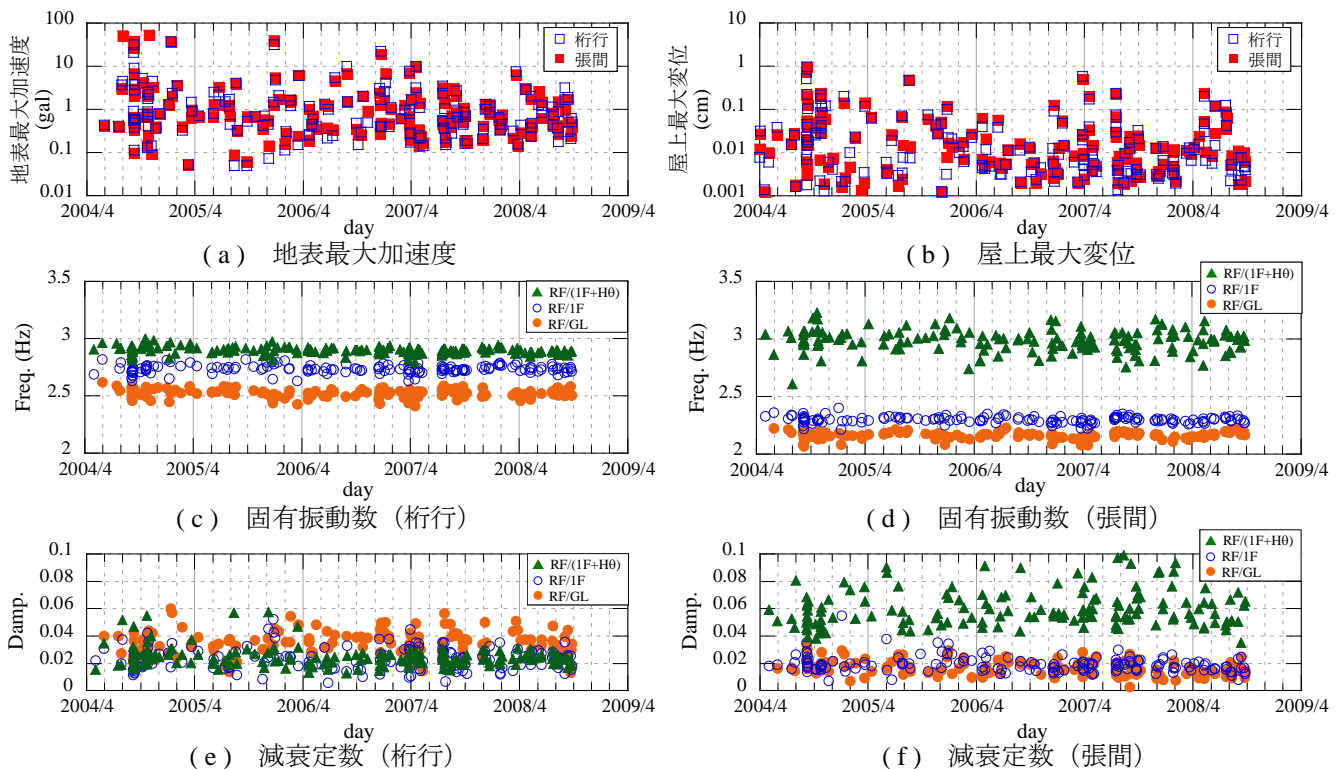 100
10
1
0.1
0.01
地表最大加速度
(gal)
桁行
張間
2004/4 2005/4 2006/4 2007/4 2008/4 2009/4
day
(a) 地表最大加速度
10
1
0.1
0.01
0.001
屋上最大変位
(cm)
桁行
張間
2004/4 2005/4 2006/4 2007/4 2008/4 2009/4
day
(b) 屋上最大変位
3.5
3
2.5
2
Freq. (Hz)
RF/(1F+Hθ)
RF/1F
RF/GL
2004/4 2005/4 2006/4 2007/4 2008/4 2009/4
day
(c) 固有振動数（桁行）
3.5
3
2.5
2
Freq. (Hz)
RF/(1F+Hθ)
RF/1F
RF/GL
2004/4 2005/4 2006/4 2007/4 2008/4 2009/4
day
(d) 固有振動数（張間）
0.1
0.08
0.06
0.04
0.02
0
Damp.
RF/(1F+Hθ)
RF/1F
RF/GL
2004/4 2005/4 2006/4 2007/4 2008/4 2009/4
day
(e) 減衰定数（桁行）
0.1
0.08
0.06
0.04
0.02
0
Damp.
RF/(1F+Hθ)
RF/1F
RF/GL
2004/4 2005/4 2006/4 2007/4 2008/4 2009/4
day
(f) 減衰定数（張間）